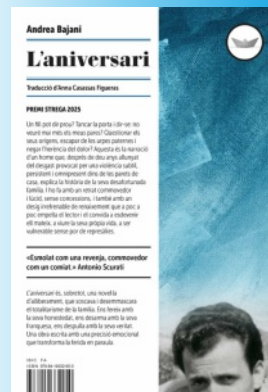 Andrea Bajani
L'aniversari
Traducció d'Anna Casassas Figueras
PREMI STREGA 2025
Un fill pot dir prou? Tancar la porta i dir-se: no
veuré mai més els meus pares? Qüestionar els
seus orígens, escapar de les arpes paternes i
negar l'herència del dolor? Aquesta és la narració
d'un home que, després de deu anys allunyat
del desgast provocat per una violència subtil,
persistent i omnipresent dins de les parets de
casa, explica la història de la seva desafortunada
família. I ho fa amb un retrat commovedor
i lúcid, sense concessions, i també amb un
desig irrefrenable de renaixement que a poc a
poc empelta el lector i el convida a esdevenir
ell mateix, a viure la seva pròpia vida, a ser
vulnerable sense por de represàlies.
«Esmolat com una revenja, commovedor
com un comiat.» Antonio Scurati
L'aniversari és, sobretot, una novel·la
d'alliberament, que soscava i desemmascara
el totalitarisme de la família. Ens fereix amb
la seva honestedat, ens desarma amb la seva
franquesa, ens despulla amb la seva veritat.
Una obra escrita amb una precisió emocional
que transforma la ferida en paraula.